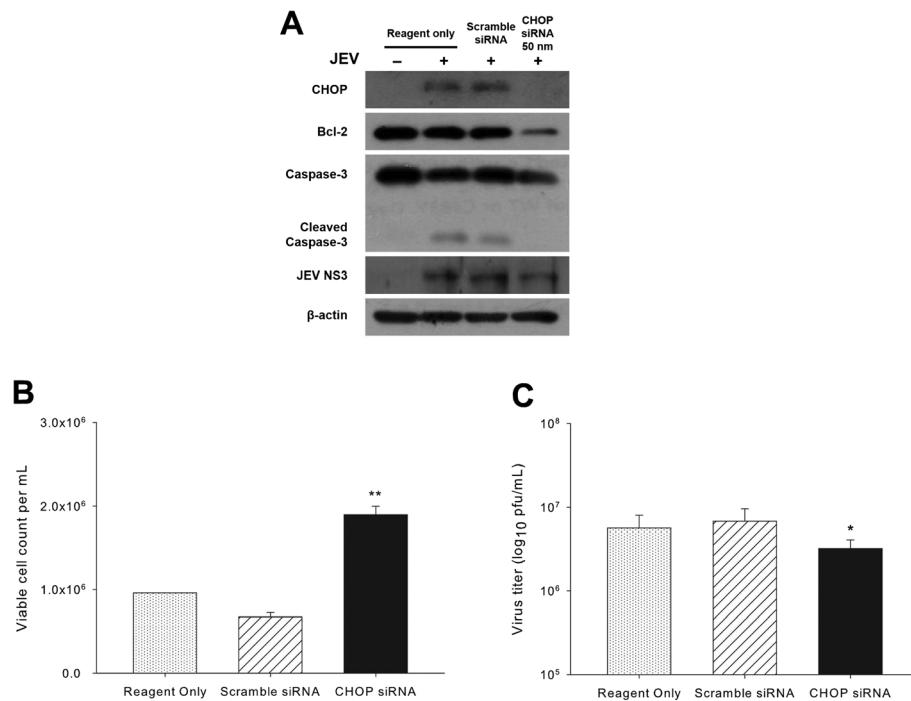 A
Reagent only
Scramble
siRNA
CHOP
siRNA
50 nm
JEV – + + +
CHOP
Bcl-2
Caspase-3
Cleaved
Caspase-3
JEV NS3
β-actin
B
Viable cell count per mL
3.0x10⁶
2.0x10⁶
1.0x10⁶
0.0
**
Reagent Only Scramble siRNA CHOP siRNA
C
Virus titer (log₁₀ pfu/mL)
10⁸
10⁷
10⁶
10⁵
*
Reagent Only Scramble siRNA CHOP siRNA